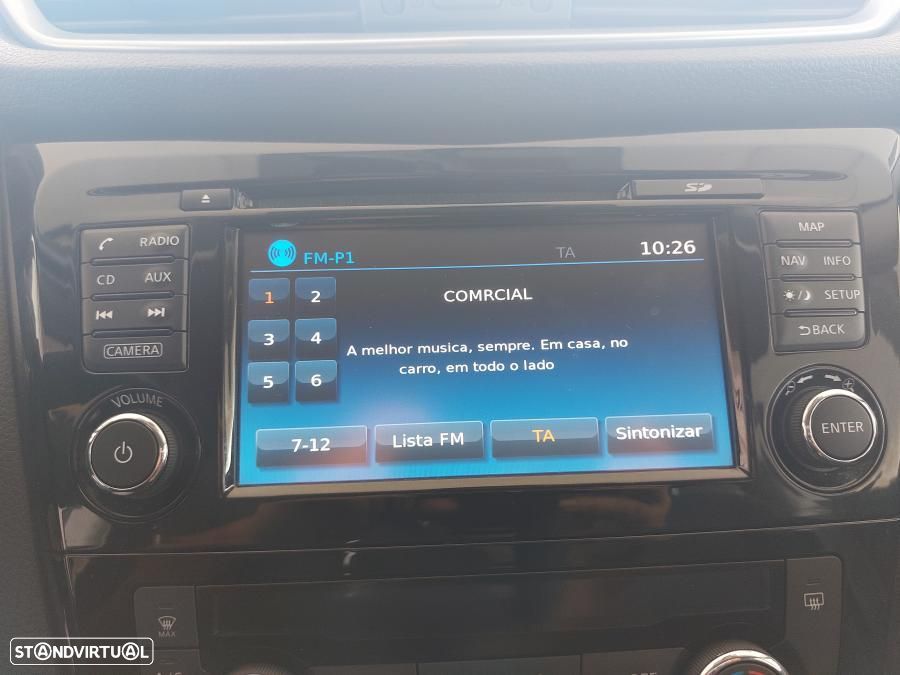 SD
RADIO
CD AUX
CAMERA
VOLUME
FM-P1 TA 10:26
1 2
3 4
5 6
COMRCIAL
A melhor musica, sempre. Em casa, no
carro, em todo o lado
7-12 Lista FM TA Sintonizar
MAP
NAV INFO
SETUP
BACK
ENTER
MAX
STANDVIRTUAL